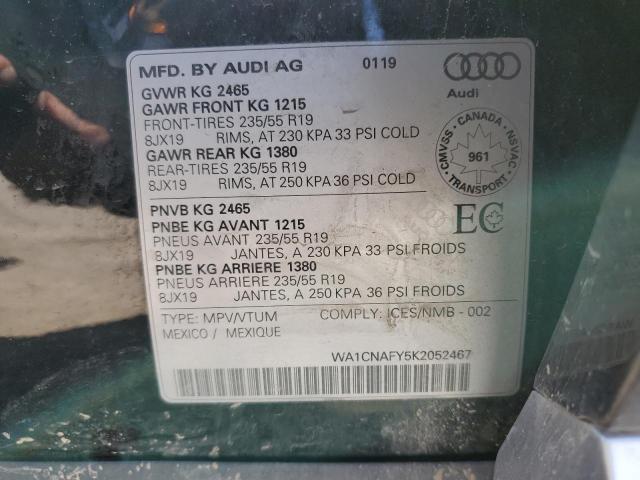 MFD. BY AUDI AG 0119
Audi
GVWR KG 2465
GAWR FRONT KG 1215
FRONT-TIRES 235/55 R19
8JX19 RIMS, AT 230 KPA 33 PSI COLD
GAWR REAR KG 1380
REAR-TIRES 235/55 R19
8JX19 RIMS, AT 250 KPA 36 PSI COLD
CMVSS · CANADA · NSVAC
961
TRANSPORT
PNVB KG 2465
PNBE KG AVANT 1215
PNEUS AVANT 235/55 R19
8JX19 JANTES, A 230 KPA 33 PSI FROIDS
PNBE KG ARRIERE 1380
PNEUS ARRIERE 235/55 R19
8JX19 JANTES, A 250 KPA 36 PSI FROIDS
EC
TYPE: MPV/VTUM COMPLY: ICES/NMB - 002
MEXICO / MEXIQUE
WA1CNAFY5K2052467